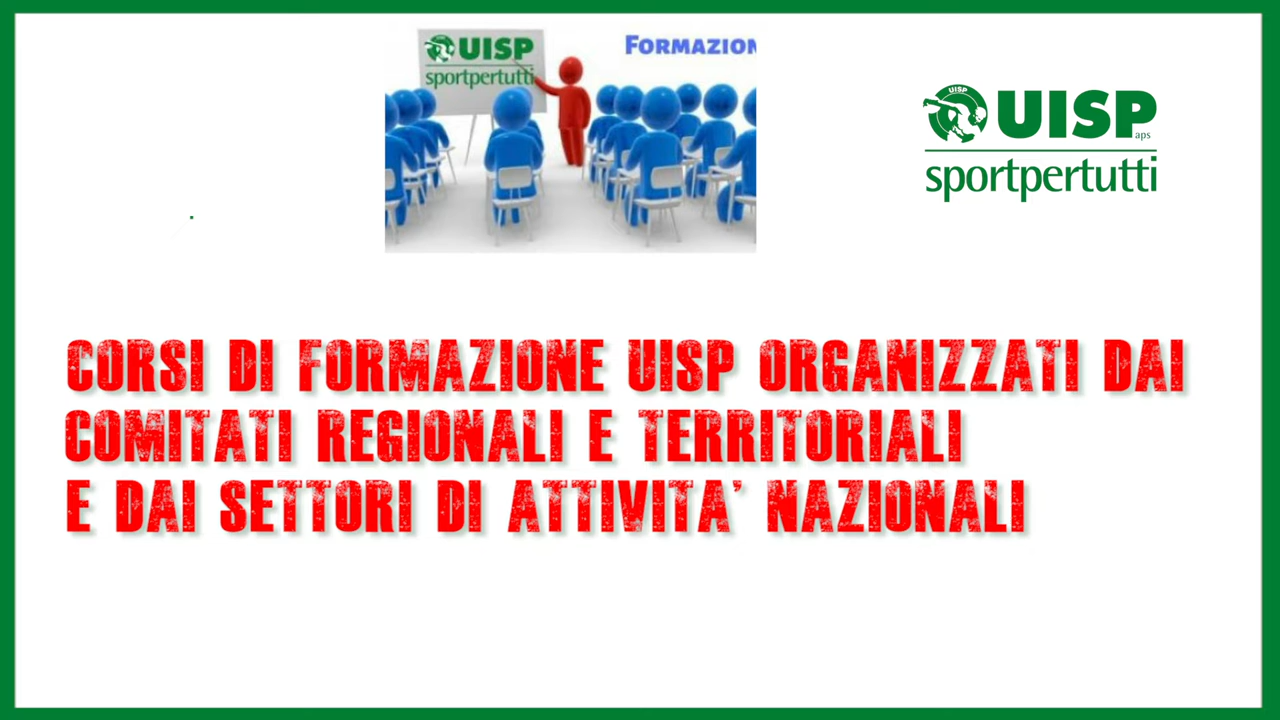 UISP
sportpertutti
FORMAZION
UISP
UISP
aps
sportpertutti
CORSI DI FORMAZIONE UISP ORGANIZZATI DAI
COMITATI REGIONALI E TERRITORIALI
E DAI SETTORI DI ATTIVITA' NAZIONALI